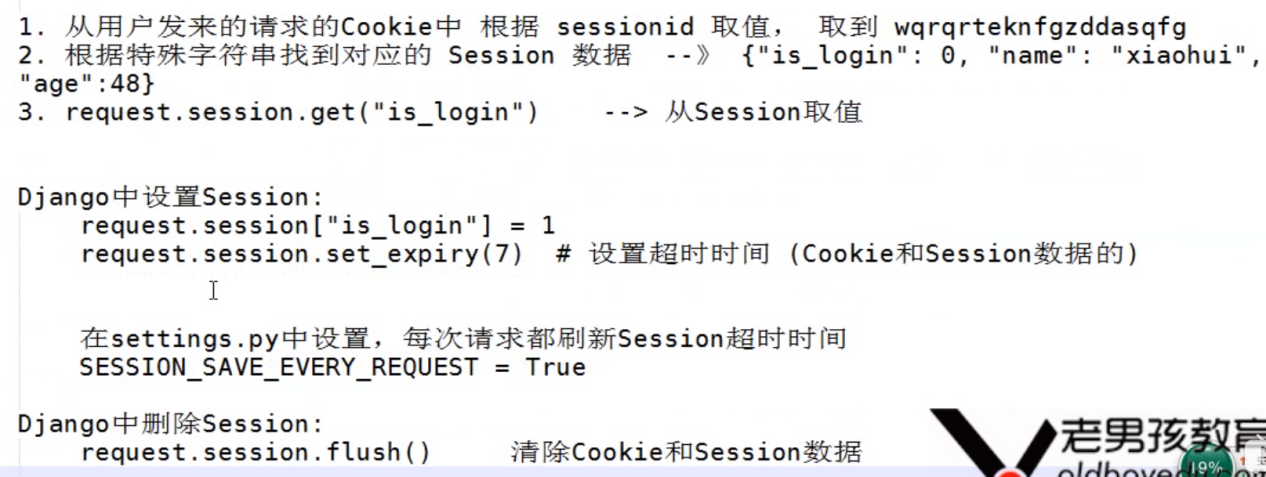 1. 从用户发来的请求的Cookie中 根据 sessionid 取值， 取到 wqrqrteknfgzddasqfg
2. 根据特殊字符串找到对应的 Session 数据 --》 {"is_login": 0, "name": "xiaohui",
"age":48}
3. request.session.get("is_login") --> 从Session取值
Django中设置Session:
request.session["is_login"] = 1
request.session.set_expiry(7) # 设置超时时间 (Cookie和Session数据的)
在settings.py中设置，每次请求都刷新Session超时时间
SESSION_SAVE_EVERY_REQUEST = True
Django中删除Session:
request.session.flush() 清除Cookie和Session数据
老男孩教育
19%